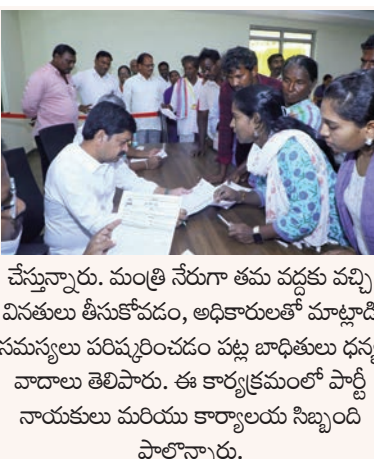 చేస్తున్నారు. మంత్రి నేరుగా తమ వద్దకు వచ్చి
వినతులు తీసుకోవడం, అధికారులతో మాట్లాడి
సమస్యలు పరిష్కరించడం పట్ల బాధితులు ధన్య
వాదాలు తెలిపారు. ఈ కార్యక్రమంలో పార్టీ
నాయకులు మరియు కార్యాలయ సిబ్బంది
పాల్గొన్నారు.